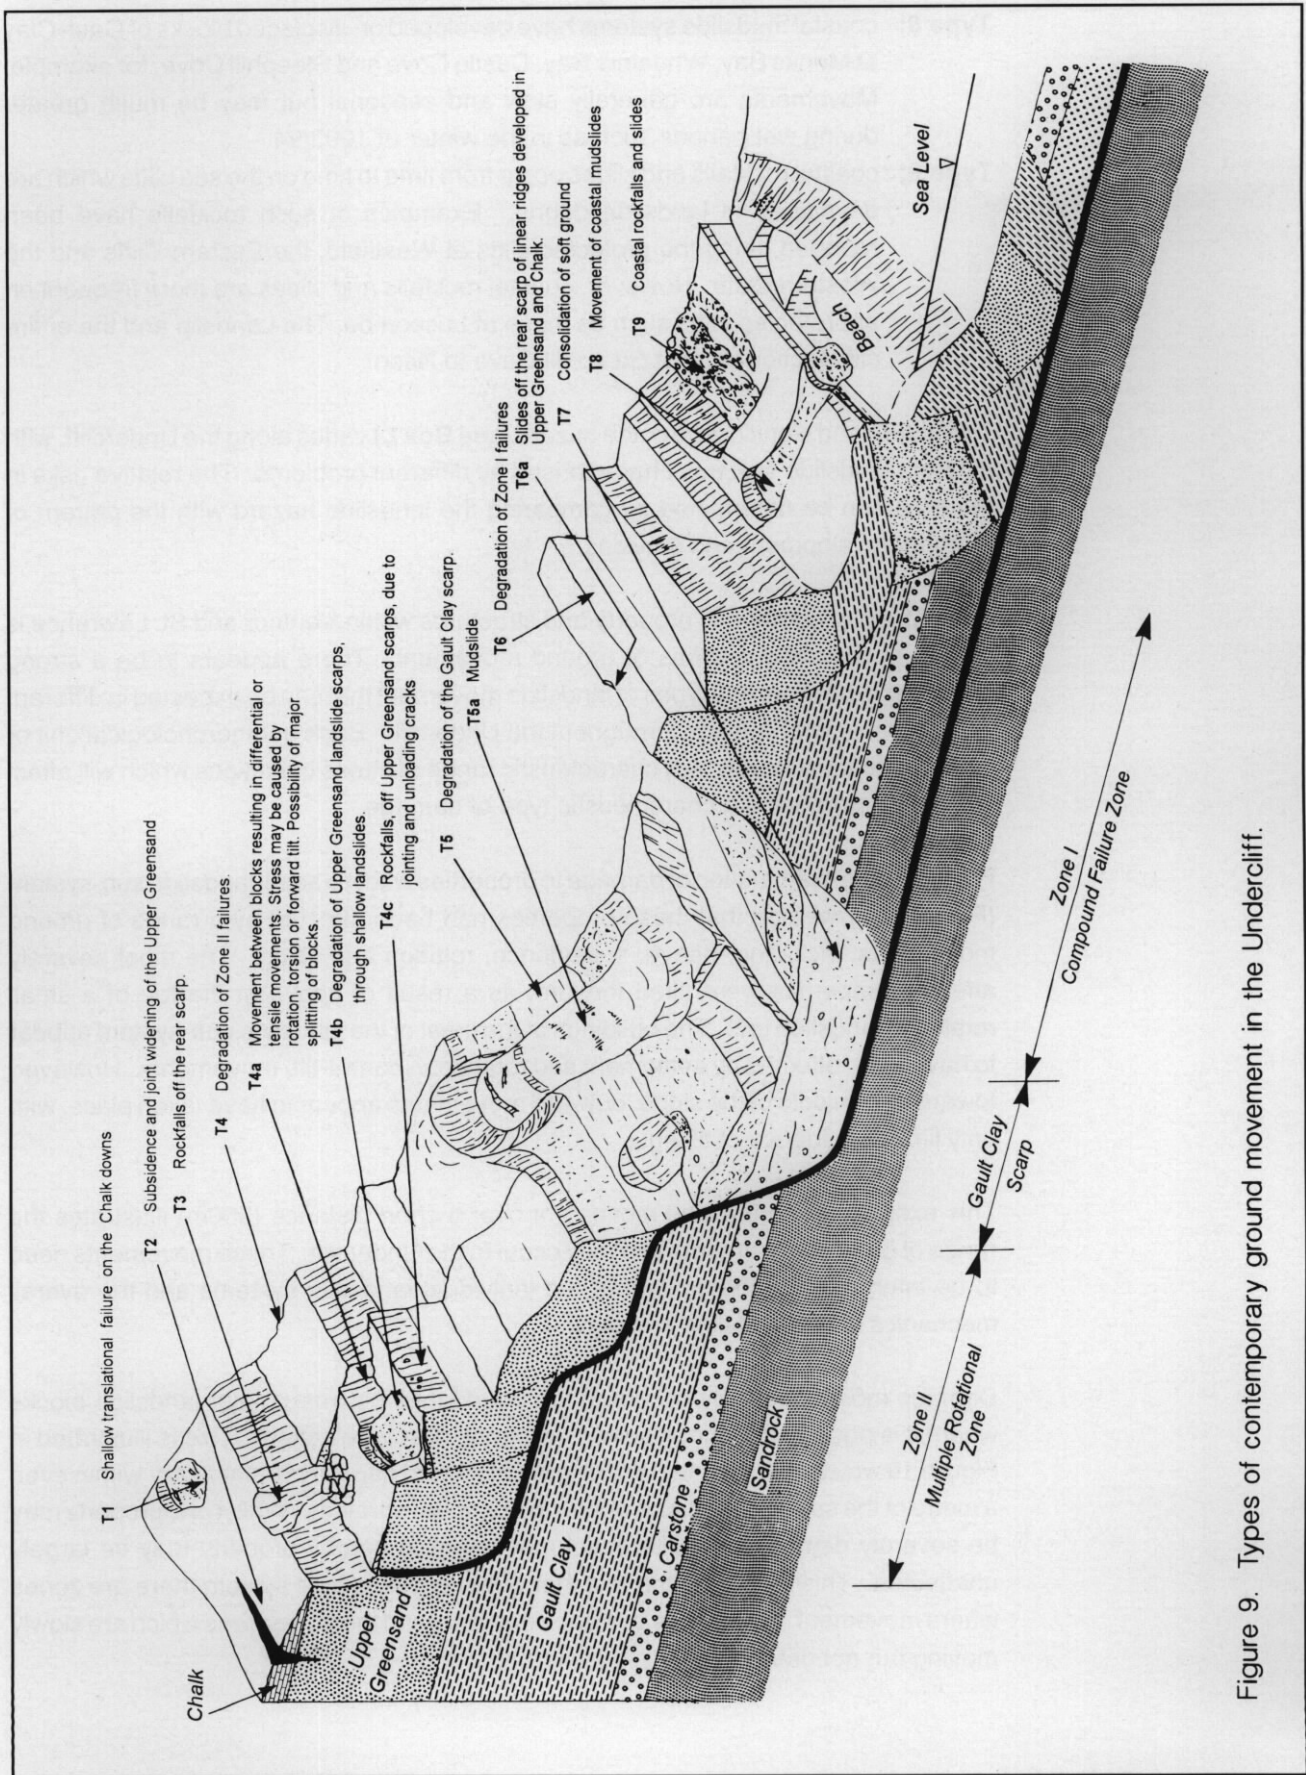 T1 Shallow translational failure on the Chalk downs
T2 Subsidence and joint widening of the Upper Greensand
T3 Rockfalls off the rear scarp.
T4 Degradation of Zone II failures.
T4a Movement between blocks resulting in differential or
tensile movements. Stress may be caused by
rotation, torsion or forward tilt. Possibility of major
splitting of blocks.
T4b Degradation of Upper Greensand landslide scarps,
through shallow landslides.
T4c Rockfalls, off Upper Greensand scarps, due to
jointing and unloading cracks
T5 Degradation of the Gault Clay scarp.
T5a Mudslide
T6 Degradation of Zone I failures
T6a Slides off the rear scarp of linear ridges developed in
Upper Greensand and Chalk.
T7 Consolidation of soft ground
T8 Movement of coastal mudslides
T9 Coastal rockfalls and slides
Chalk
Upper
Greensand
Gault Clay
Carstone
Sandrock
Beach
Sea Level
Zone II
Multiple Rotational
Zone
Gault Clay
Scarp
Zone I
Compound Failure Zone
Figure 9. Types of contemporary ground movement in the Undercliff.